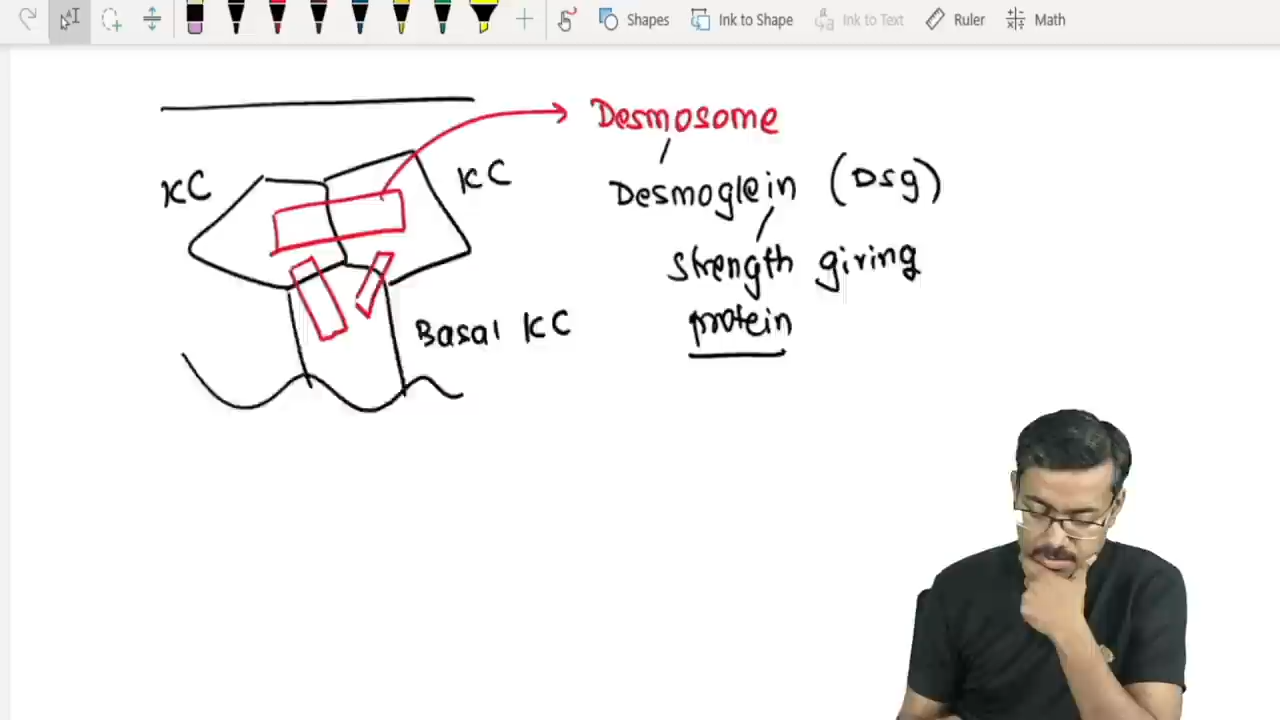 Shapes
Ink to Shape
Ink to Text
Ruler
Math
Desmosome
KC
KC
Desmoglein (Dsg)
Strength giving
protein
Basal KC